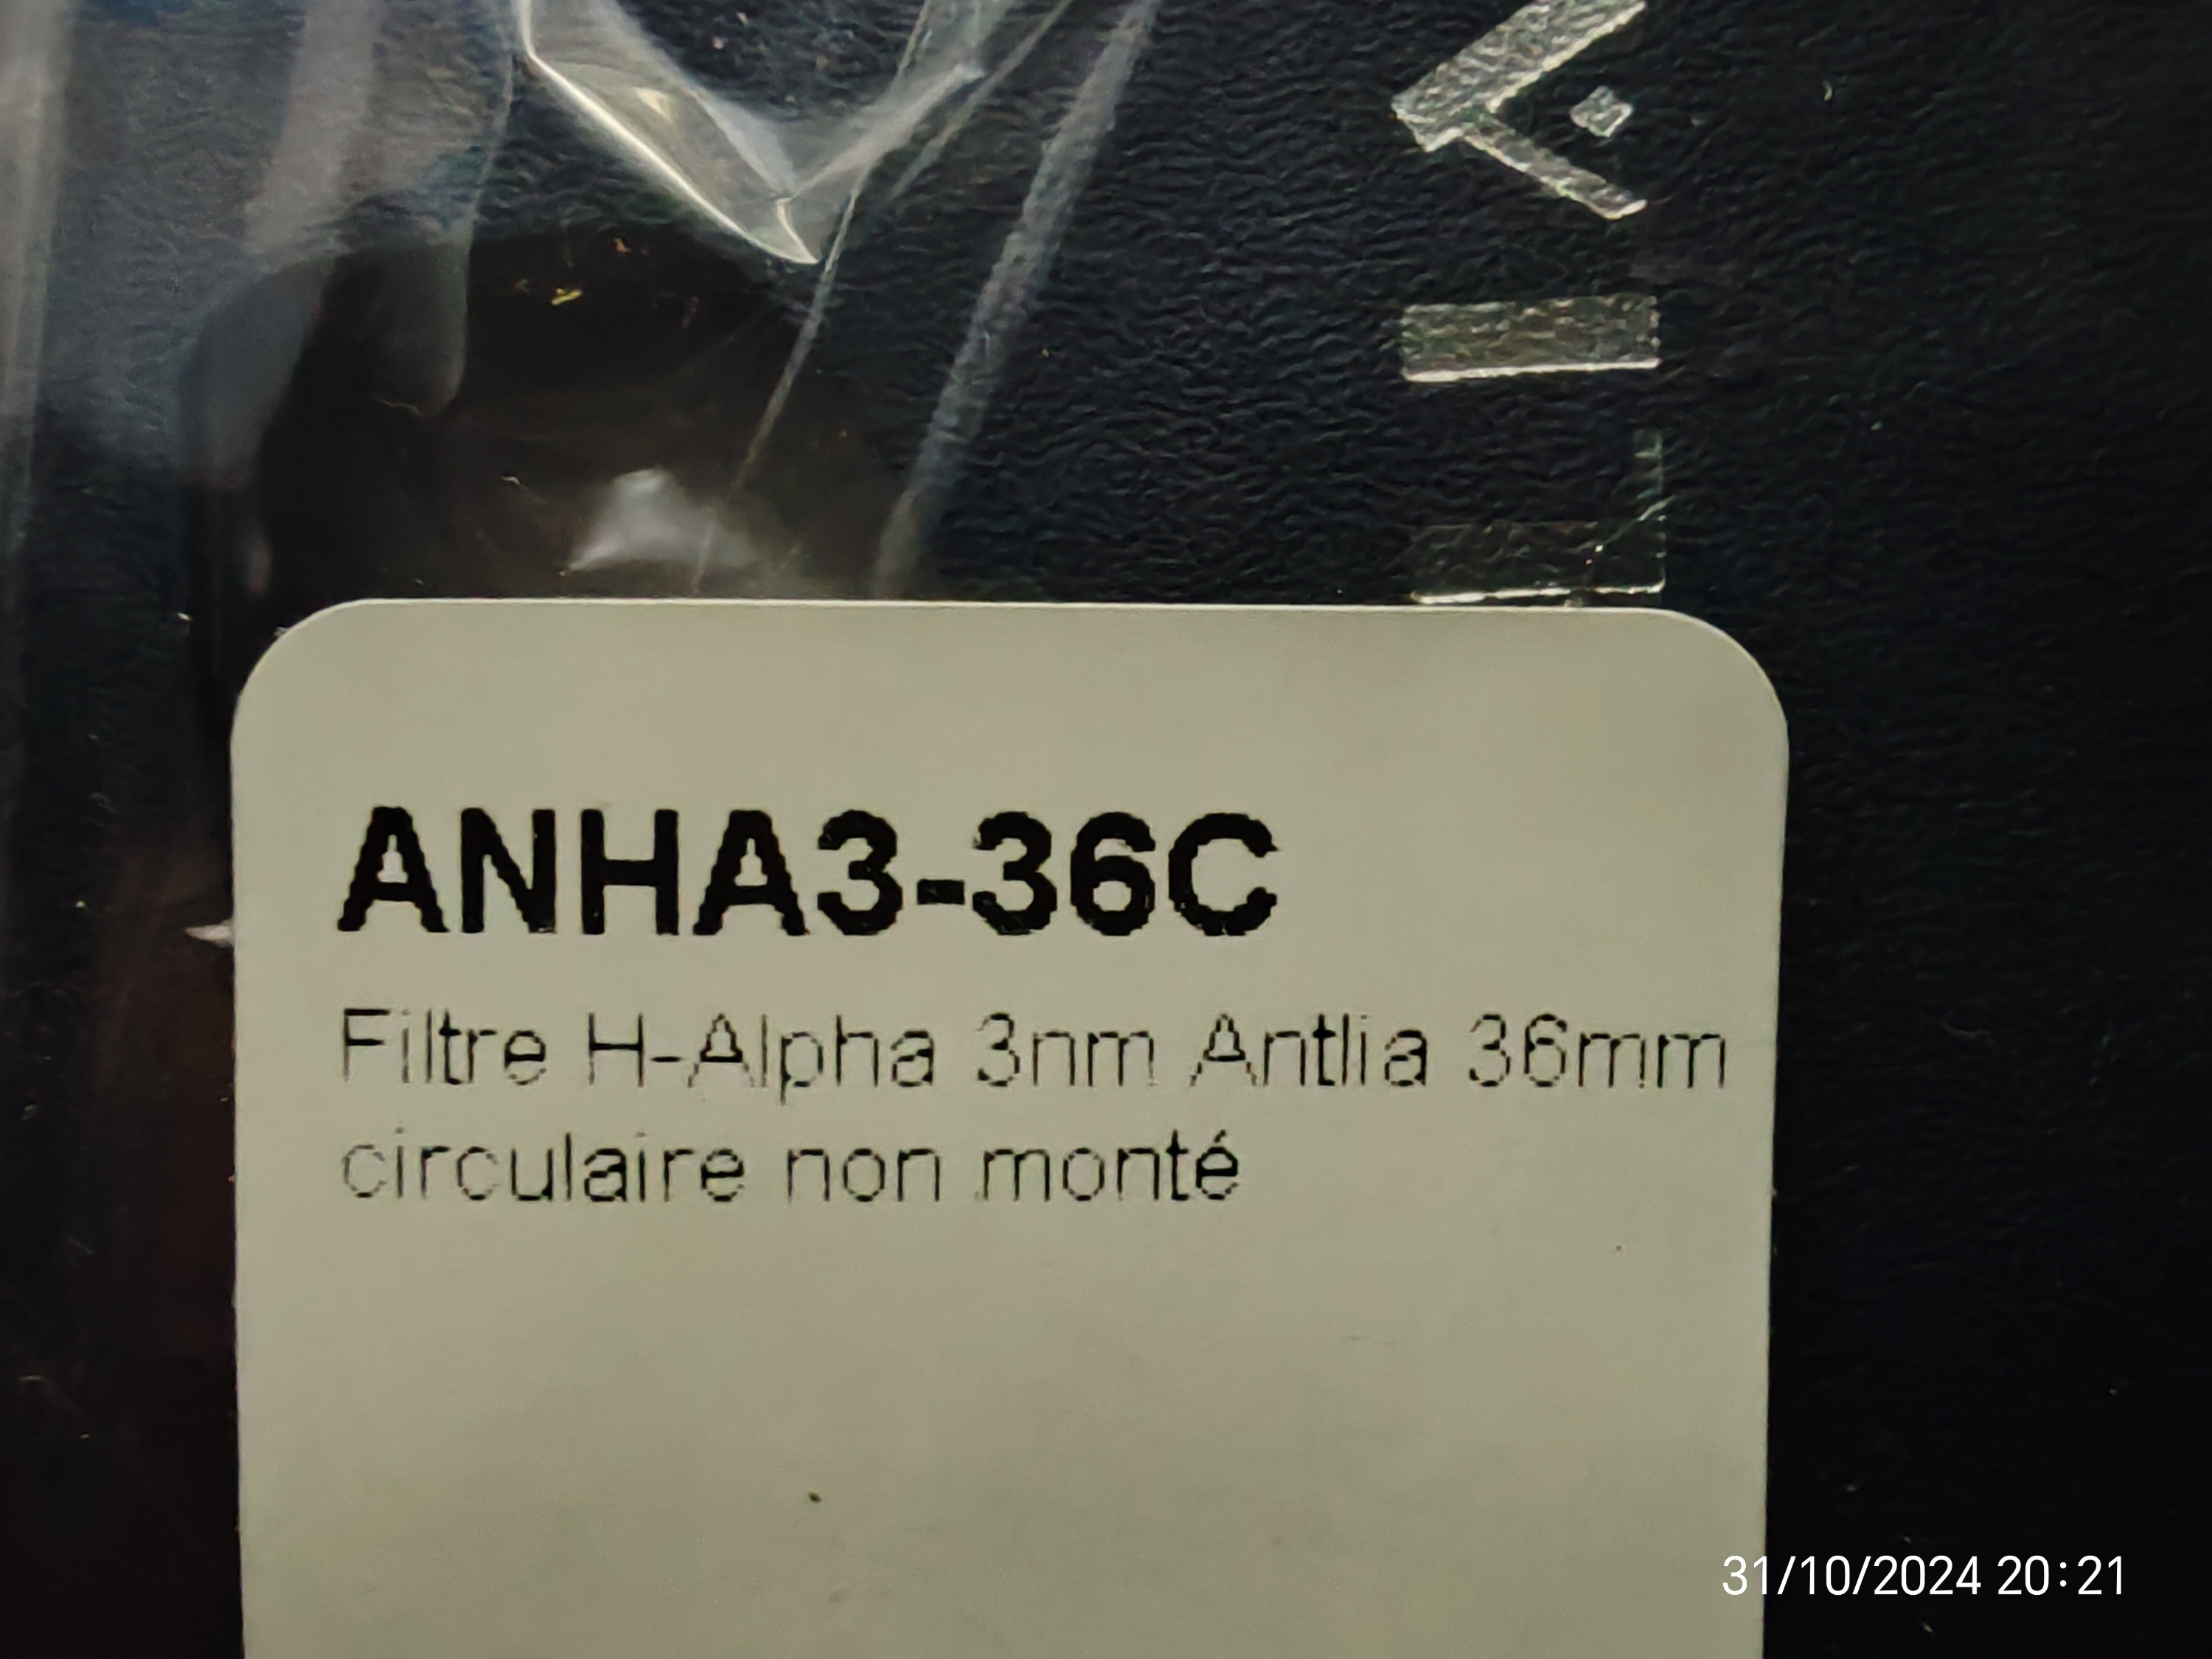 ANHA3-36C
Filtre H-Alpha 3nm Antlia 36mm
circulaire non monté
31/10/2024 20:21